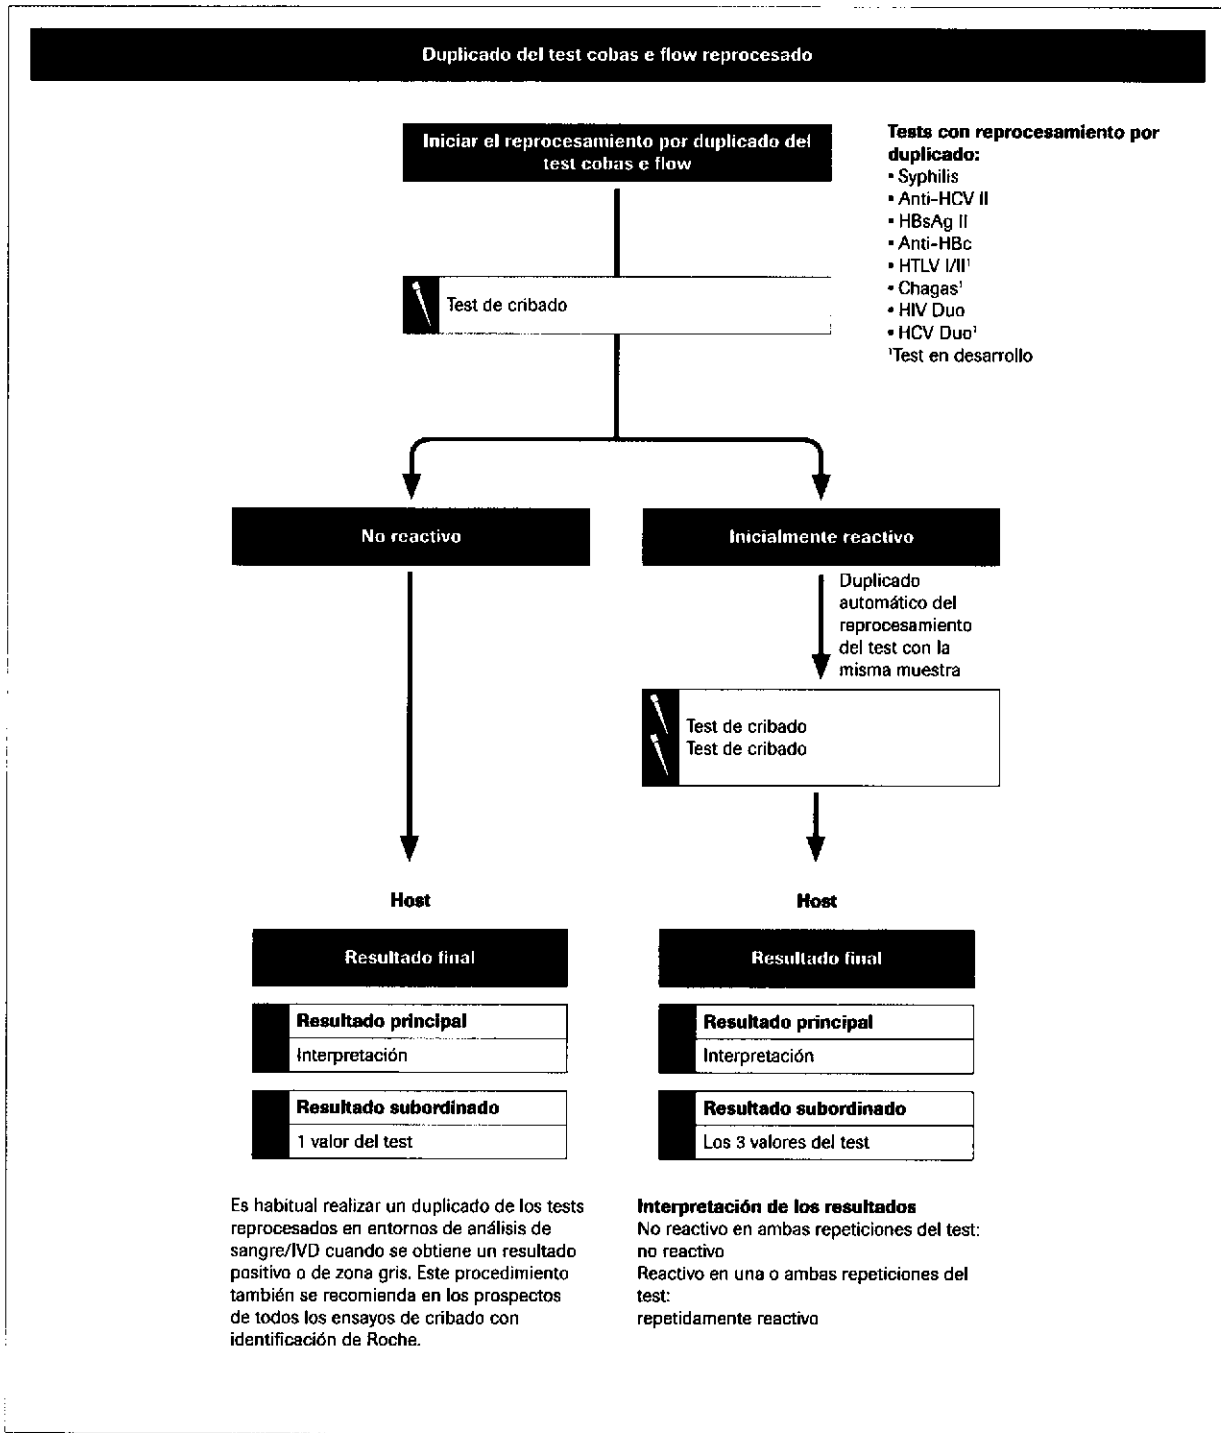 Duplicado del test cobas e flow reprocesado
Iniciar el reprocesamiento por duplicado del
test cobas e flow
Tests con reprocesamiento por
duplicado:
▪ Syphilis
▪ Anti-HCV II
▪ HBsAg II
▪ Anti-HBc
▪ HTLV I/II¹
▪ Chagas¹
▪ HIV Duo
▪ HCV Duo¹
¹Test en desarrollo
Test de cribado
No reactivo
Inicialmente reactivo
Duplicado
automático del
reprocesamiento
del test con la
misma muestra
Test de cribado
Test de cribado
Host
Resultado final
Resultado principal
Interpretación
Resultado subordinado
1 valor del test
Es habitual realizar un duplicado de los tests
reprocesados en entornos de análisis de
sangre/IVD cuando se obtiene un resultado
positivo o de zona gris. Este procedimiento
también se recomienda en los prospectos
de todos los ensayos de cribado con
identificación de Roche.
Host
Resultado final
Resultado principal
Interpretación
Resultado subordinado
Los 3 valores del test
Interpretación de los resultados
No reactivo en ambas repeticiones del test:
no reactivo
Reactivo en una o ambas repeticiones del
test:
repetidamente reactivo